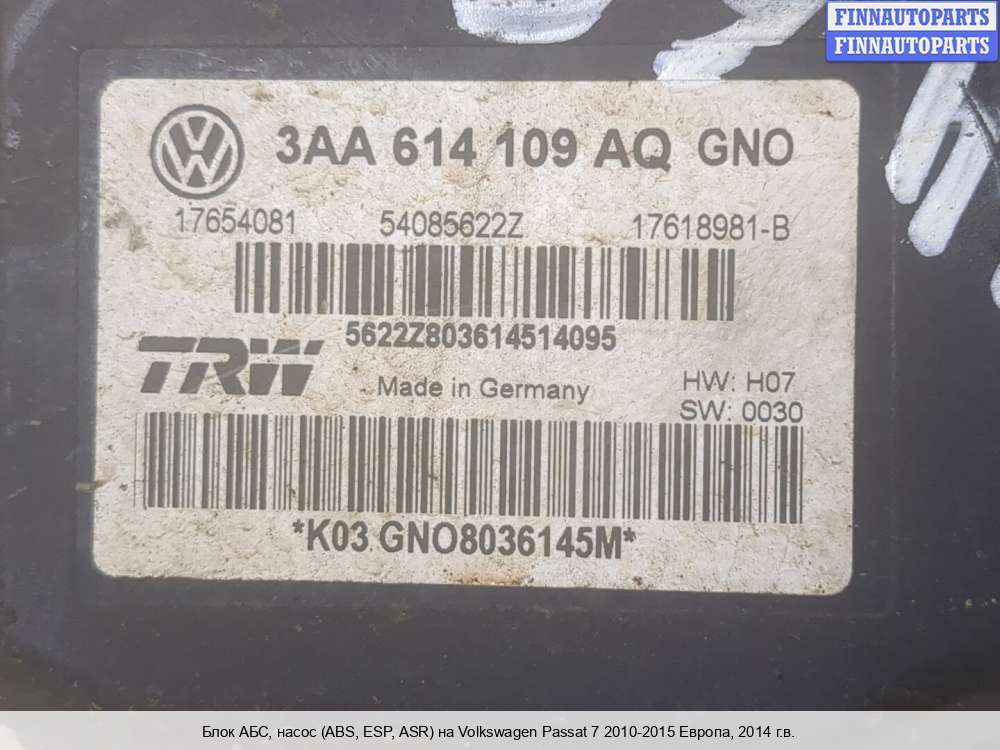 FINNAUTOPARTS
FINNAUTOPARTS
3AA 614 109 AQ GNO
17654081 54085622Z 17618981-B
5622Z803614514095
TRW Made in Germany HW: H07
SW: 0030
*K03 GNO8036145M*
Блок АБС, насос (ABS, ESP, ASR) на Volkswagen Passat 7 2010-2015 Европа, 2014 г.в.